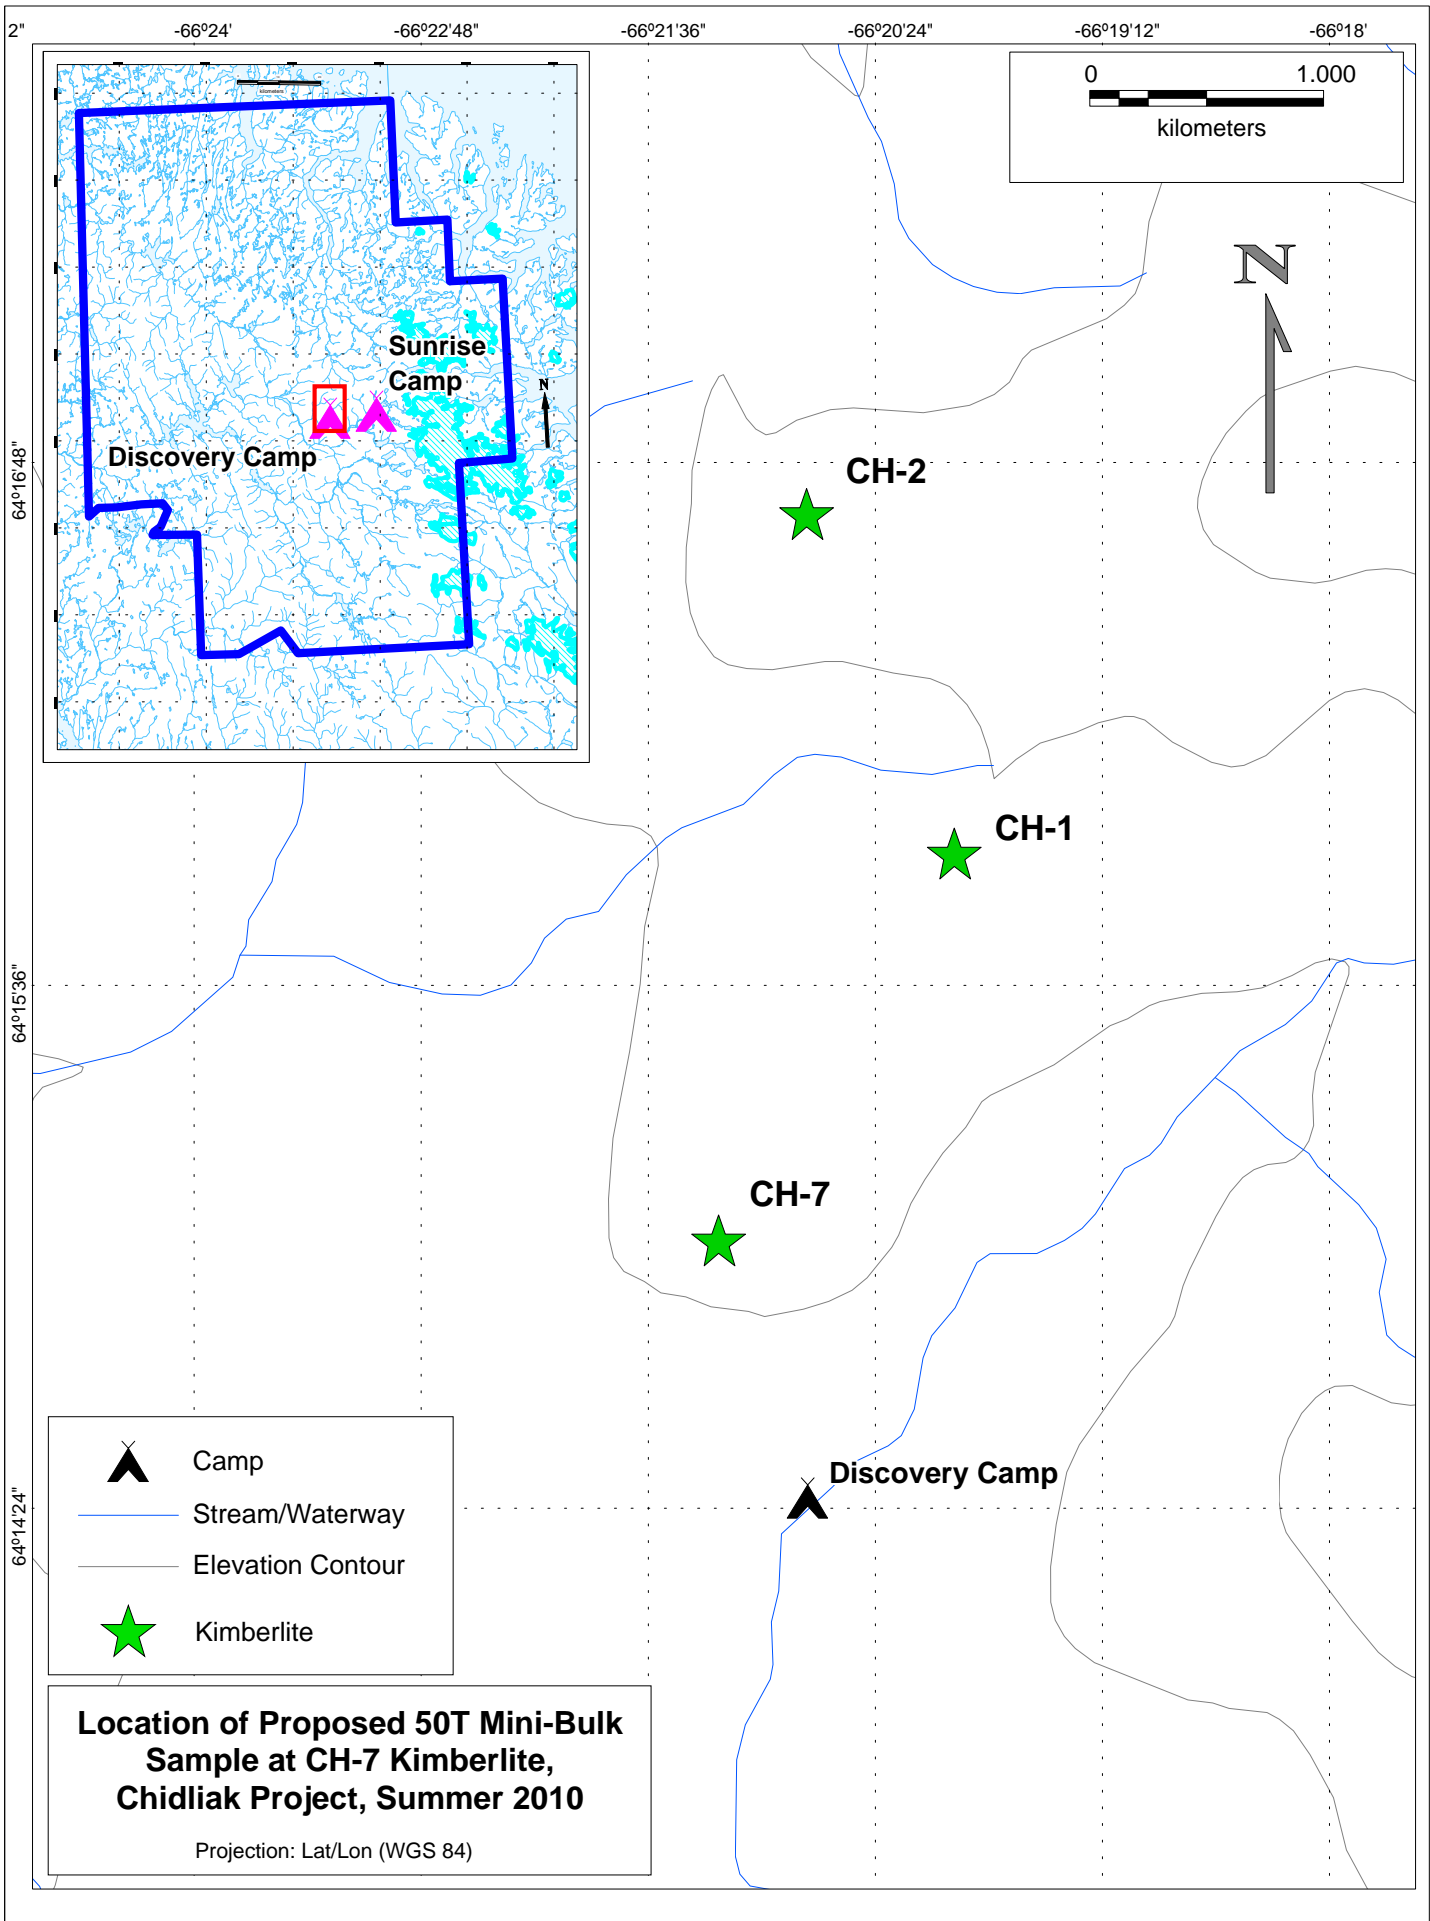 2" -66º24' -66º22'48" -66º21'36" -66º20'24" -66º19'12" -66º18'
0 1.000
kilometers
kilometers
N
Sunrise
Camp
N
Discovery Camp
64º16'48"
CH-2
CH-1
64º15'36"
CH-7
Discovery Camp
64º14'24"
Camp
Stream/Waterway
Elevation Contour
Kimberlite
Location of Proposed 50T Mini-Bulk
Sample at CH-7 Kimberlite,
Chidliak Project, Summer 2010
Projection: Lat/Lon (WGS 84)